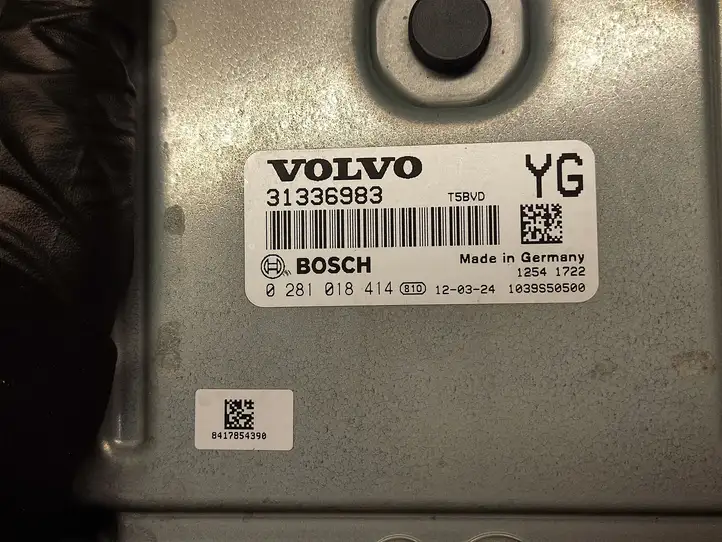 VOLVO
YG
31336983
T5BVD
BOSCH
Made in Germany
1254 1722
0 281 018 414 810 12-03-24 1039S50500
8417854390